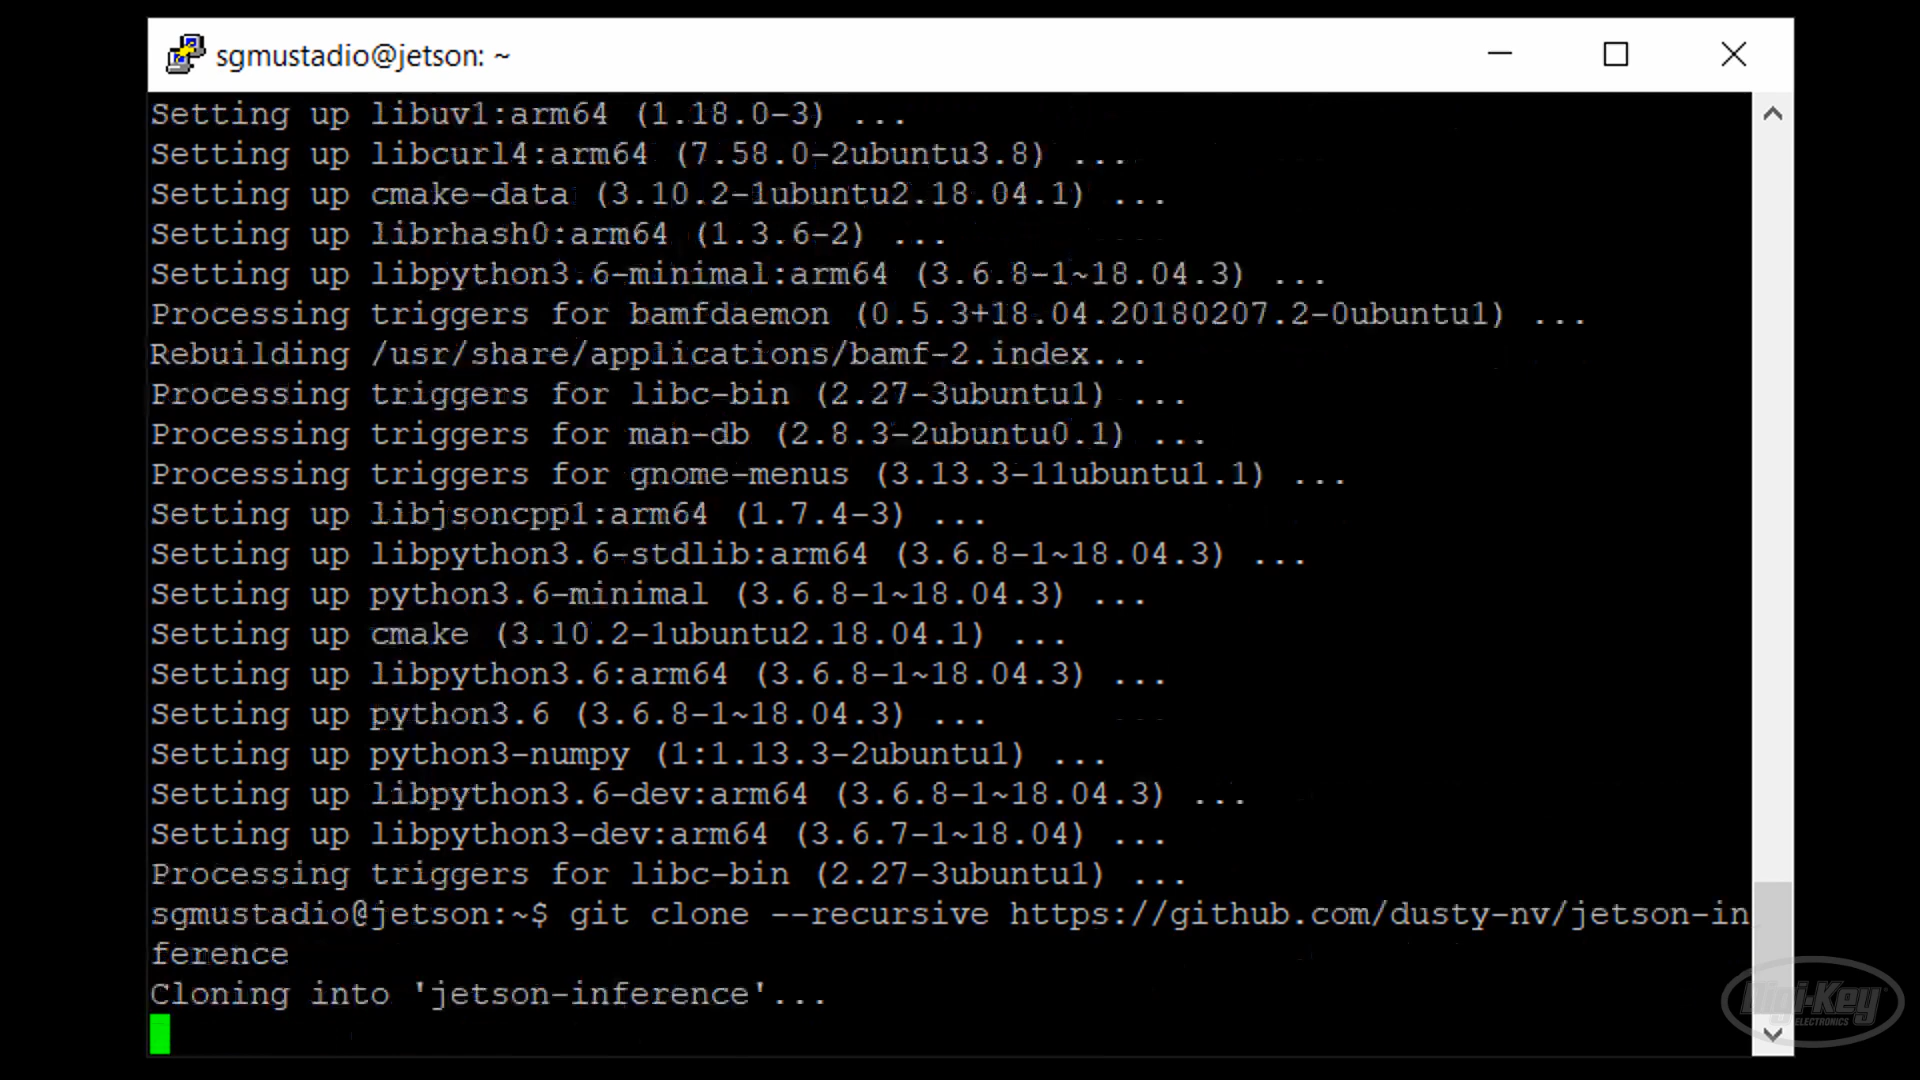 sgmustadio@jetson: ~
Setting up libuv1:arm64 (1.18.0-3) ...
Setting up libcurl4:arm64 (7.58.0-2ubuntu3.8) ...
Setting up cmake-data (3.10.2-1ubuntu2.18.04.1) ...
Setting up librhash0:arm64 (1.3.6-2) ...
Setting up libpython3.6-minimal:arm64 (3.6.8-1~18.04.3) ...
Processing triggers for bamfdaemon (0.5.3+18.04.20180207.2-0ubuntu1) ...
Rebuilding /usr/share/applications/bamf-2.index...
Processing triggers for libc-bin (2.27-3ubuntu1) ...
Processing triggers for man-db (2.8.3-2ubuntu0.1) ...
Processing triggers for gnome-menus (3.13.3-11ubuntu1.1) ...
Setting up libjsoncpp1:arm64 (1.7.4-3) ...
Setting up libpython3.6-stdlib:arm64 (3.6.8-1~18.04.3) ...
Setting up python3.6-minimal (3.6.8-1~18.04.3) ...
Setting up cmake (3.10.2-1ubuntu2.18.04.1) ...
Setting up libpython3.6:arm64 (3.6.8-1~18.04.3) ...
Setting up python3.6 (3.6.8-1~18.04.3) ...
Setting up python3-numpy (1:1.13.3-2ubuntu1) ...
Setting up libpython3.6-dev:arm64 (3.6.8-1~18.04.3) ...
Setting up libpython3-dev:arm64 (3.6.7-1~18.04) ...
Processing triggers for libc-bin (2.27-3ubuntu1) ...
sgmustadio@jetson:~$ git clone --recursive https://github.com/dusty-nv/jetson-in
ference
Cloning into 'jetson-inference'...
Digi-Key
ELECTRONICS